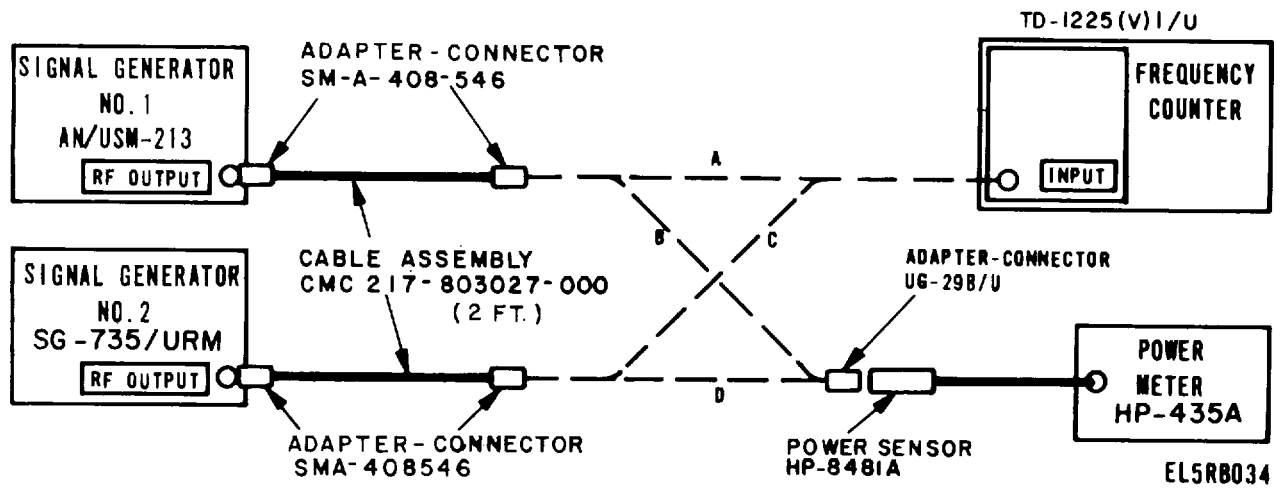 TD-1225(V)1/U
SIGNAL GENERATOR
NO. 1
AN/USM-213
RF OUTPUT
ADAPTER-CONNECTOR
SM-A-408-546
A
FREQUENCY
COUNTER
INPUT
B
C
SIGNAL GENERATOR
NO. 2
SG-735/URM
RF OUTPUT
CABLE ASSEMBLY
CMC 217-803027-000
(2 FT.)
ADAPTER-CONNECTOR
UG-29B/U
D
POWER
METER
HP-435A
ADAPTER-CONNECTOR
SMA-408546
POWER SENSOR
HP-8481A
EL5RB034